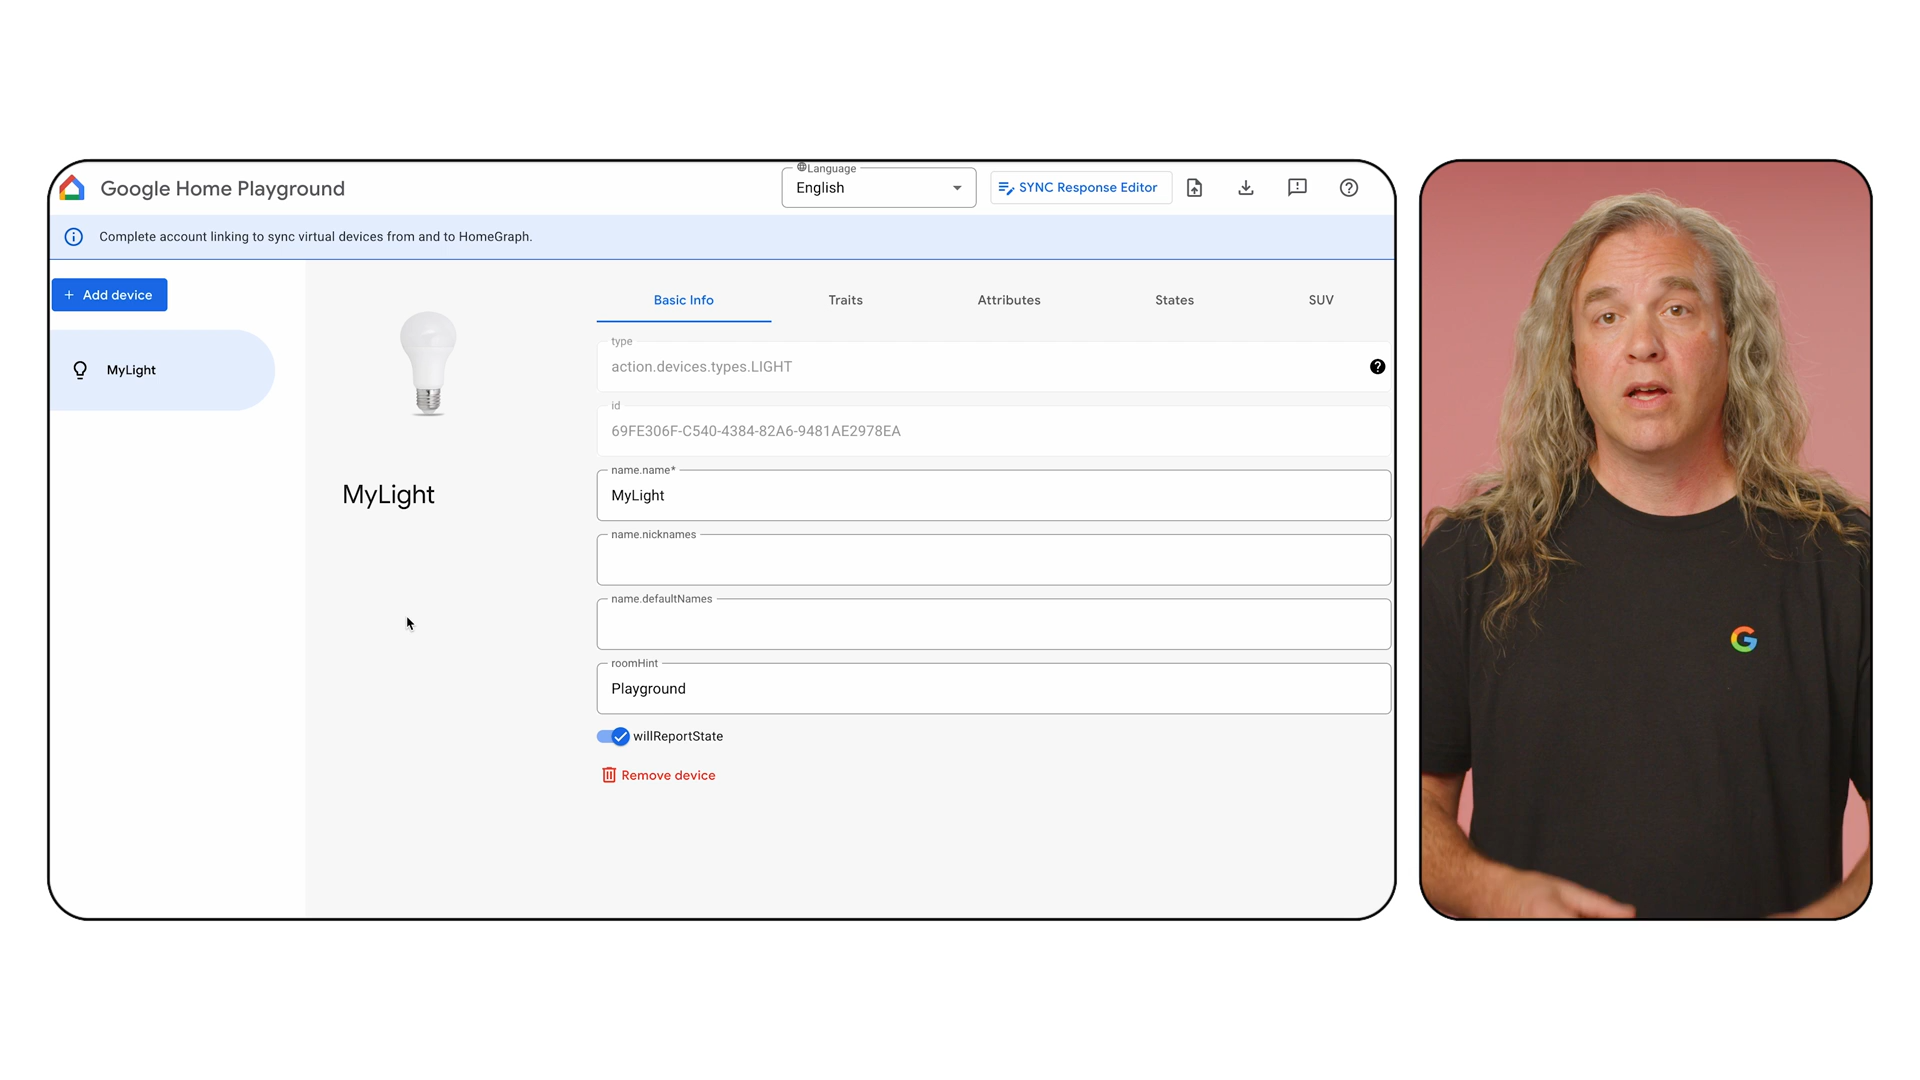 Google Home Playground
Language
English
SYNC Response Editor
Complete account linking to sync virtual devices from and to HomeGraph.
+ Add device
MyLight
MyLight
Basic Info
Traits
Attributes
States
SUV
type
action.devices.types.LIGHT
id
69FE306F-C540-4384-82A6-9481AE2978EA
name.name*
MyLight
name.nicknames
name.defaultNames
roomHint
Playground
willReportState
Remove device
G